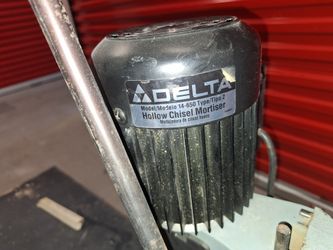 DELTA
Model/Modelo 14-650 Type/Tipo 2
Hollow Chisel Mortiser